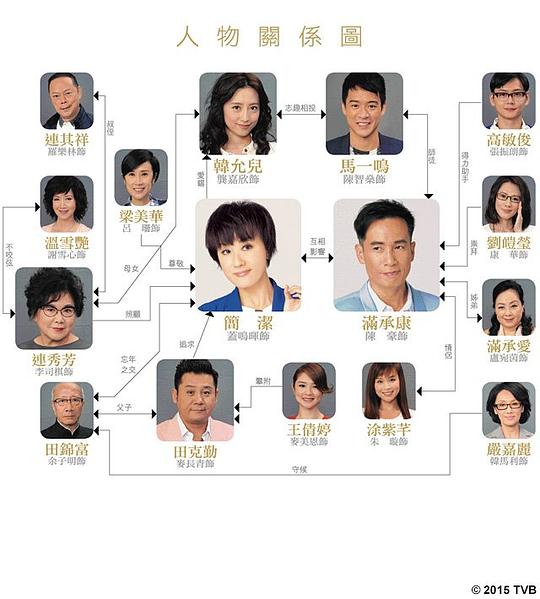 人物關係圖
連其祥
羅樂林飾
叔侄
梁美華
呂　珊飾
韓允兒
龔嘉欣飾
志趣相投
馬一鳴
陳智燊飾
師徒
高敏俊
張振朗飾
得力助手
愛錫
溫雪艷
謝雪心飾
不咬弦
母女
尊敬
簡　潔
蓋鳴暉飾
互相
影響
滿承康
陳　豪飾
劉皚瑩
康　華飾
崇拜
連秀芳
李司棋飾
照顧
姊弟
滿承愛
盧宛茵飾
忘年
之交
追求
情侶
田錦富
余子明飾
父子
田克勤
麥長青飾
攀附
王倩婷
麥美恩飾
涂紫芊
朱　璇飾
嚴嘉麗
韓馬利飾
守候
© 2015 TVB